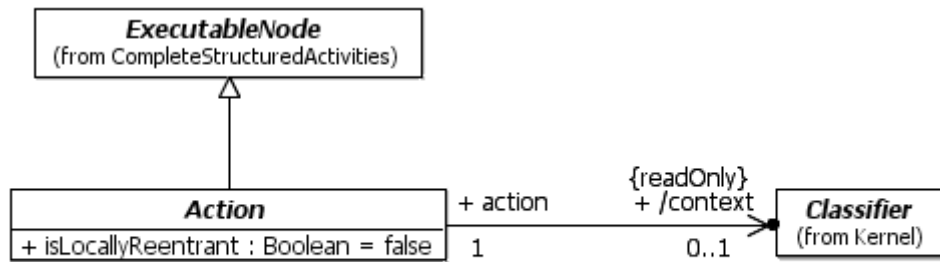 ExecutableNode
(from CompleteStructuredActivities)
{readOnly}
+ action
+ /context
Action
Classifier
(from Kernel)
+ isLocallyReentrant : Boolean = false
1
0..1